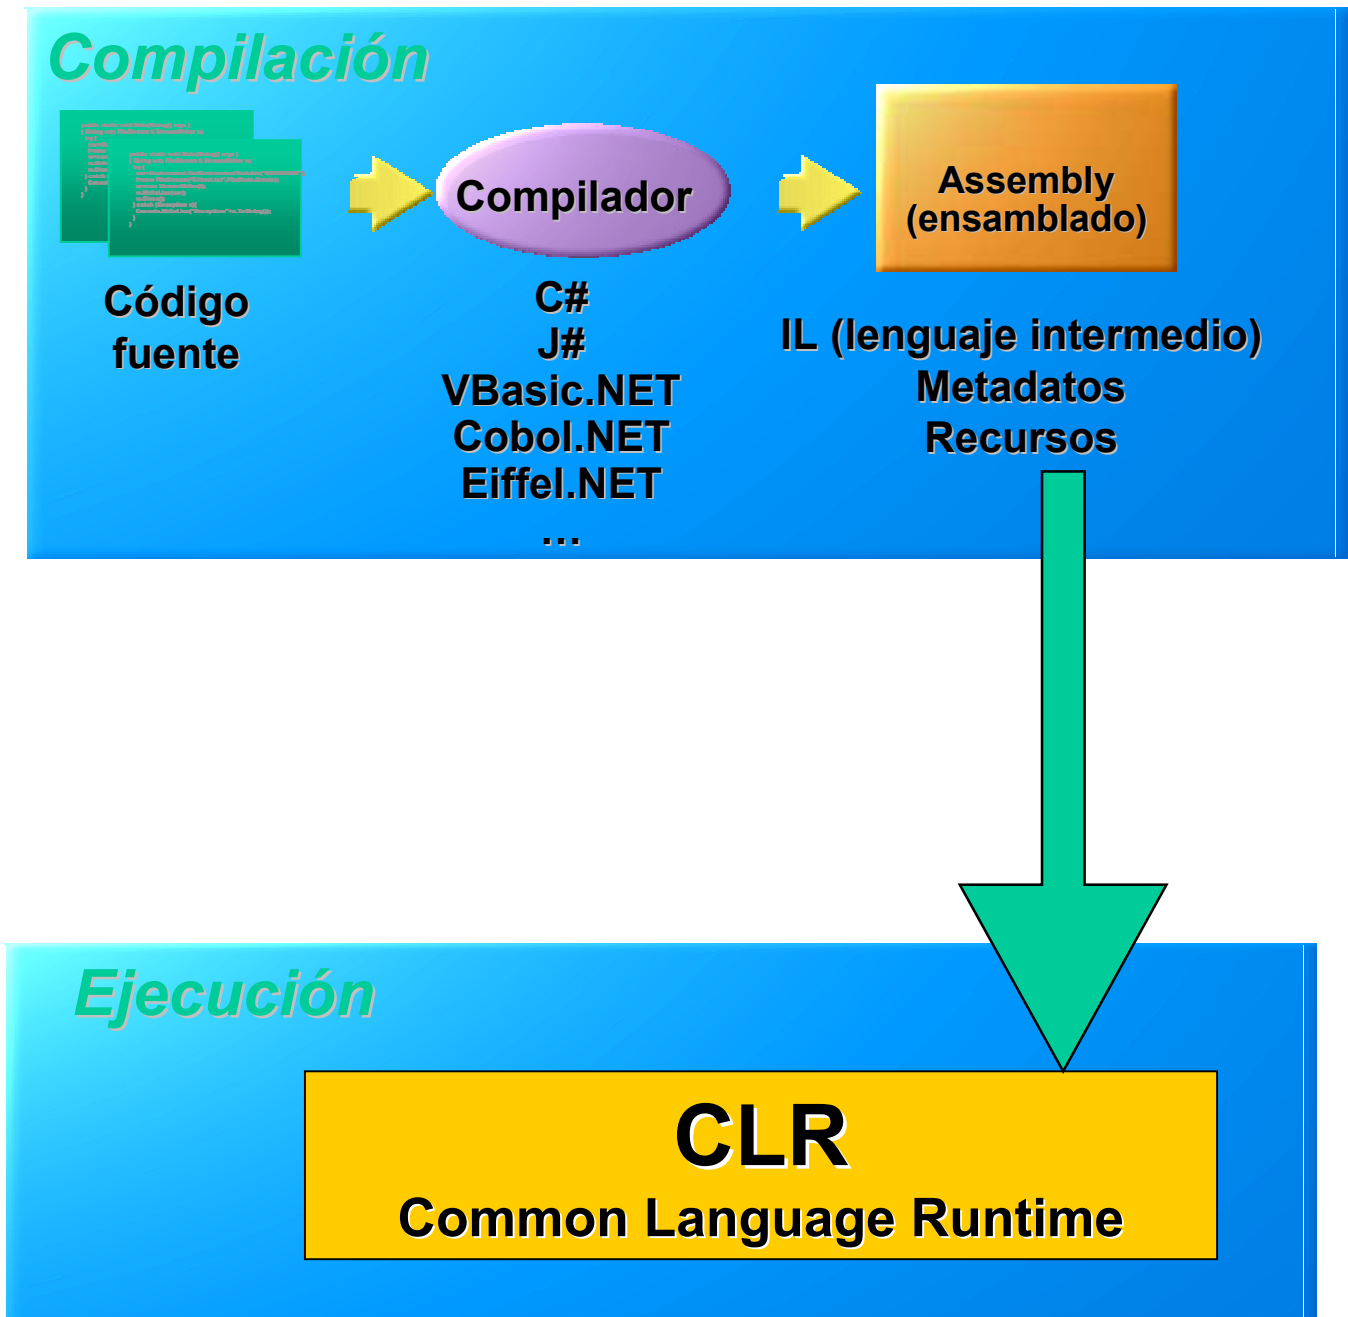 Compilación
Compilador
Assembly
(ensamblado)
Código
fuente
C#
J#
VBasic.NET
Cobol.NET
Eiffel.NET
...
IL (lenguaje intermedio)
Metadatos
Recursos
Ejecución
CLR
Common Language Runtime